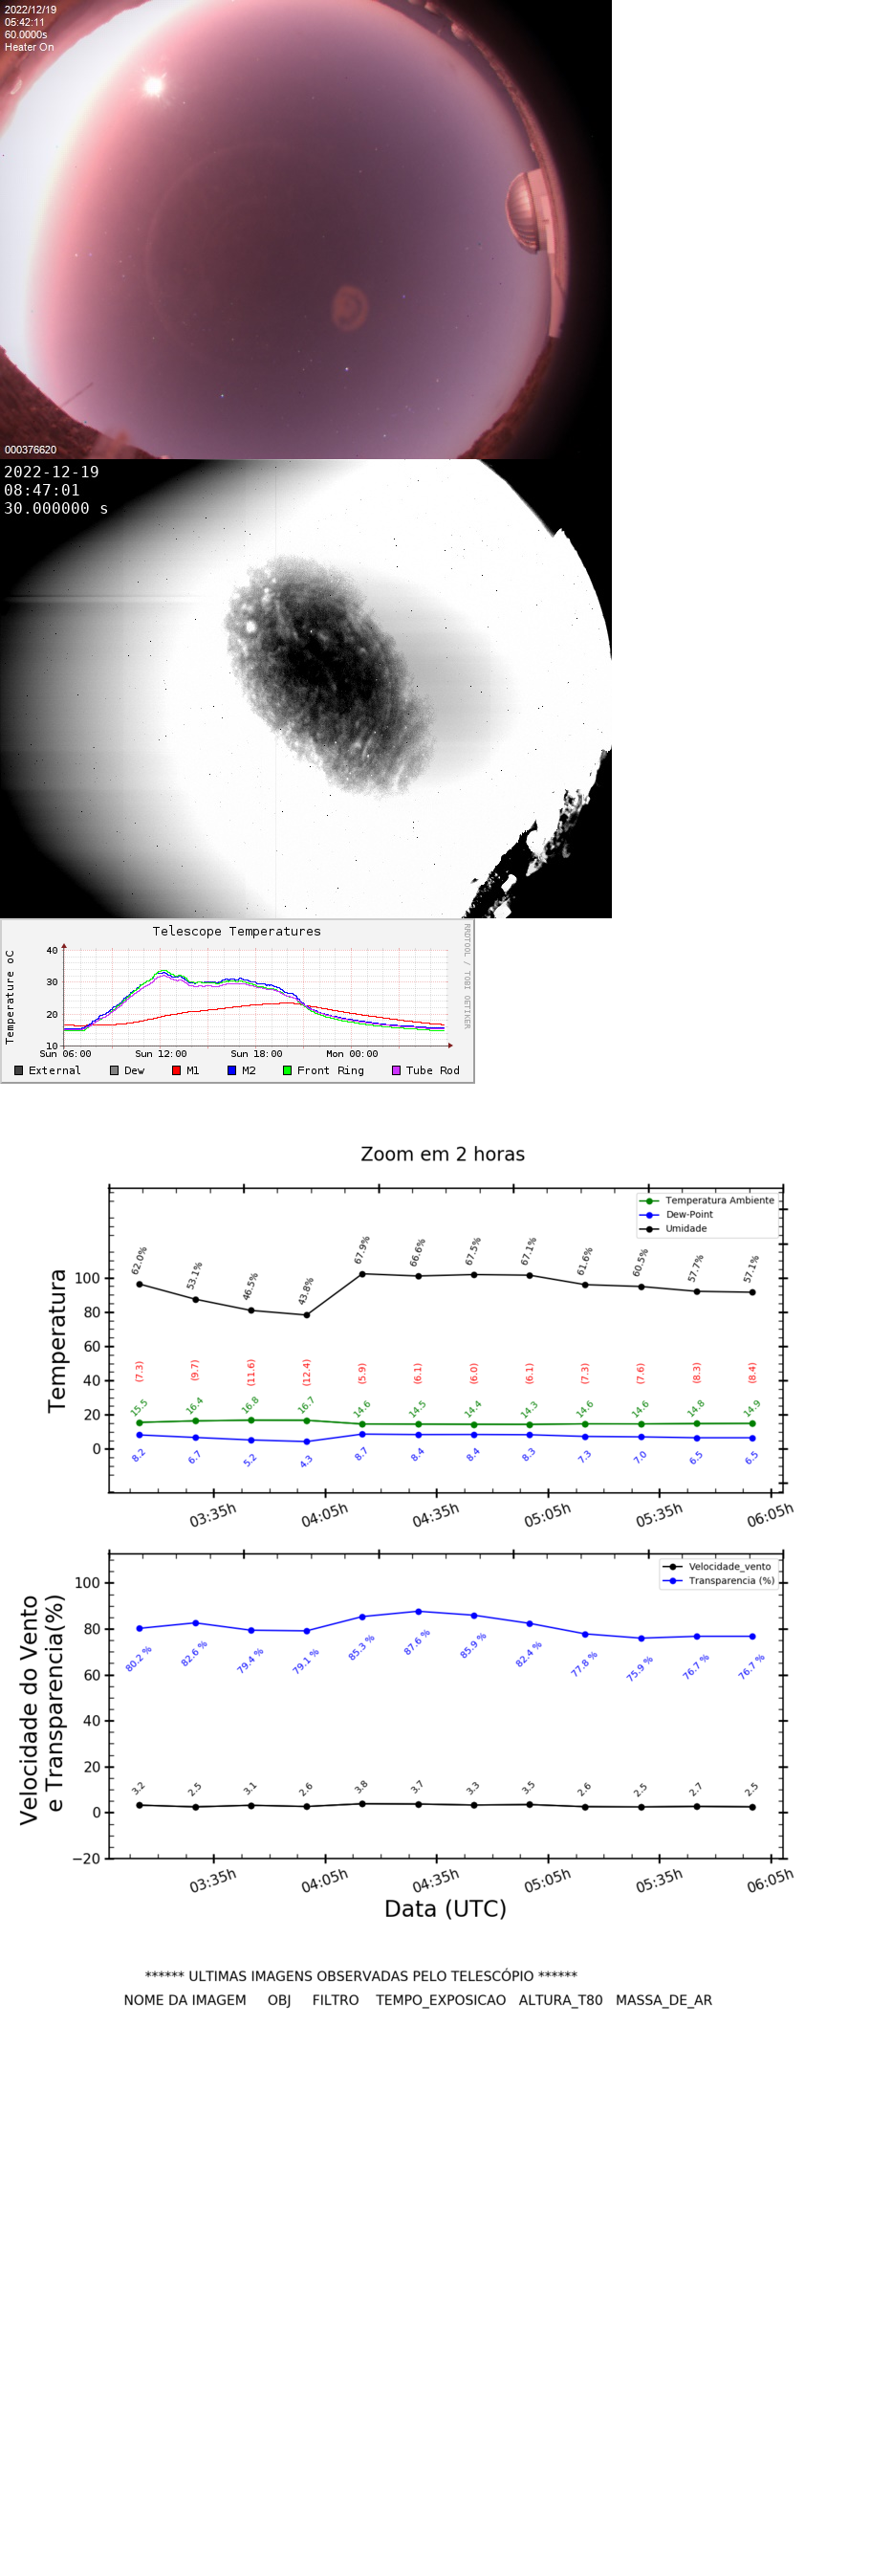 2022/12/19
05:42:11
60.0000s
Heater On
000376620
2022-12-19
08:47:01
30.000000 s
Telescope Temperatures
RRDTOOL / TOBI OETIKER
Temperature oC
40
30
20
10
Sun 06:00 Sun 12:00 Sun 18:00 Mon 00:00
External Dew M1 M2 Front Ring Tube Rod
Zoom em 2 horas
Temperatura Ambiente
Dew-Point
Umidade
Temperatura
100
80
60
40
20
0
62.0% 53.1% 46.5% 43.8% 67.9% 66.6% 67.5% 67.1% 61.6% 60.5% 57.7% 57.1%
(7.3) (9.7) (11.6) (12.4) (5.9) (6.1) (6.0) (6.1) (7.3) (7.6) (8.3) (8.4)
15.5 16.4 16.8 16.7 14.6 14.5 14.4 14.3 14.6 14.6 14.8 14.9
8.2 6.7 5.2 4.3 8.7 8.4 8.4 8.3 7.3 7.0 6.5 6.5
03:35h 04:05h 04:35h 05:05h 05:35h 06:05h
Velocidade_vento
Transparencia (%)
Velocidade do Vento
e Transparencia(%)
100
80
60
40
20
0
−20
80.2 % 82.6 % 79.4 % 79.1 % 85.3 % 87.6 % 85.9 % 82.4 % 77.8 % 75.9 % 76.7 % 76.7 %
3.2 2.5 3.1 2.6 3.8 3.7 3.3 3.5 2.6 2.5 2.7 2.5
03:35h 04:05h 04:35h 05:05h 05:35h 06:05h
Data (UTC)
****** ULTIMAS IMAGENS OBSERVADAS PELO TELESCÓPIO ******
NOME DA IMAGEM OBJ FILTRO TEMPO_EXPOSICAO ALTURA_T80 MASSA_DE_AR